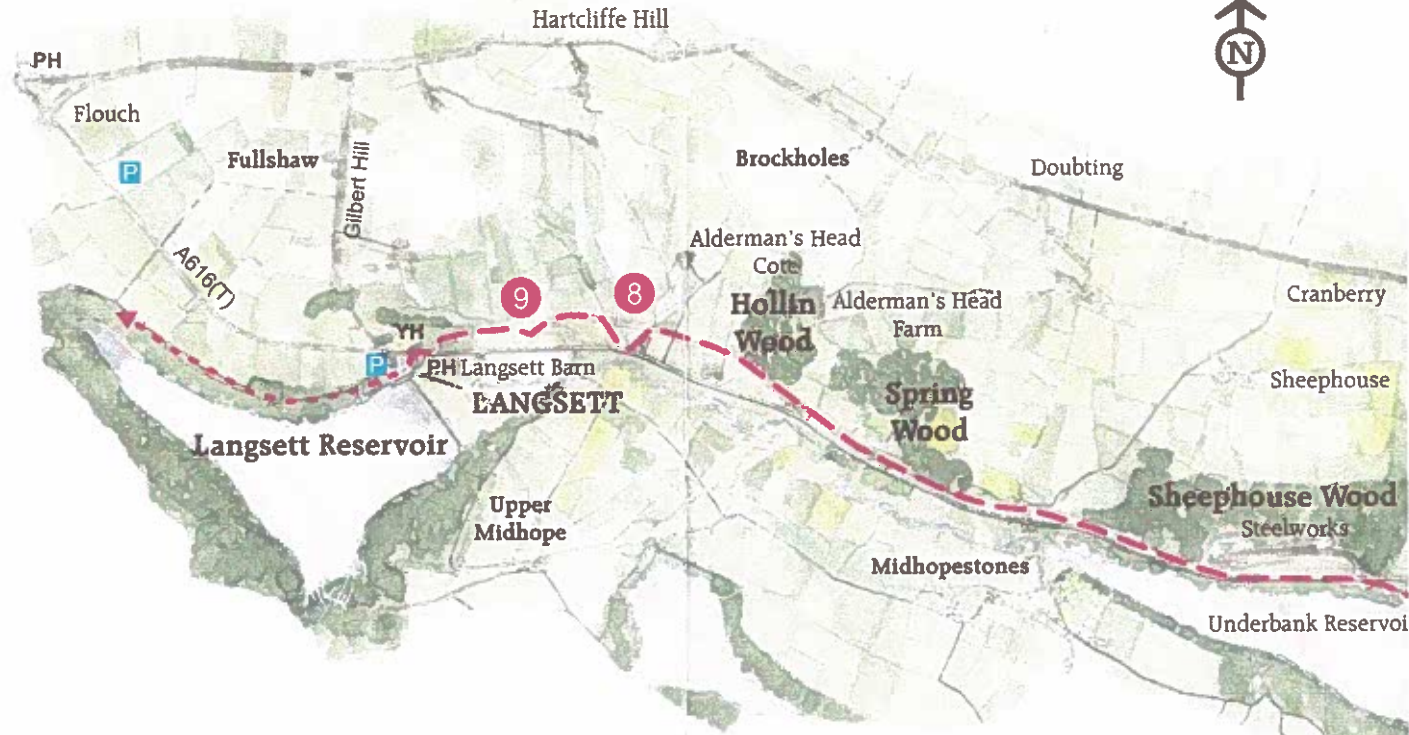 Hartcliffe Hill
N
PH
Flouch
P
Fullshaw
Gilbert Hill
Brockholes
Doubting
A616(T)
Alderman's Head
Cote
Hollin
Wood
Alderman's Head
Farm
Cranberry
9
8
YH
P
PH
Langsett Barn
LANGSETT
Sheephouse
Spring
Wood
Langsett Reservoir
Upper
Midhope
Sheephouse Wood
Steelworks
Midhopestones
Underbank Reservoi